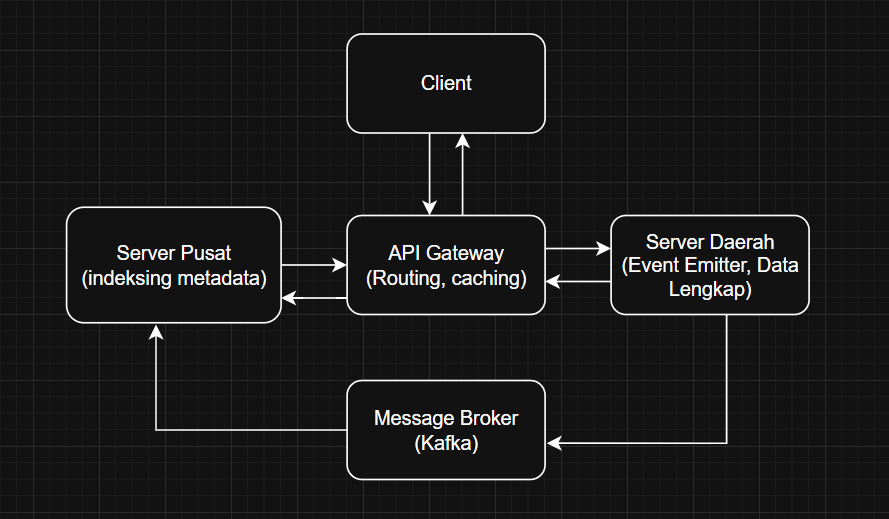 Client
Server Pusat
(indeksing metadata)
API Gateway
(Routing, caching)
Server Daerah
(Event Emitter, Data
Lengkap)
Message Broker
(Kafka)